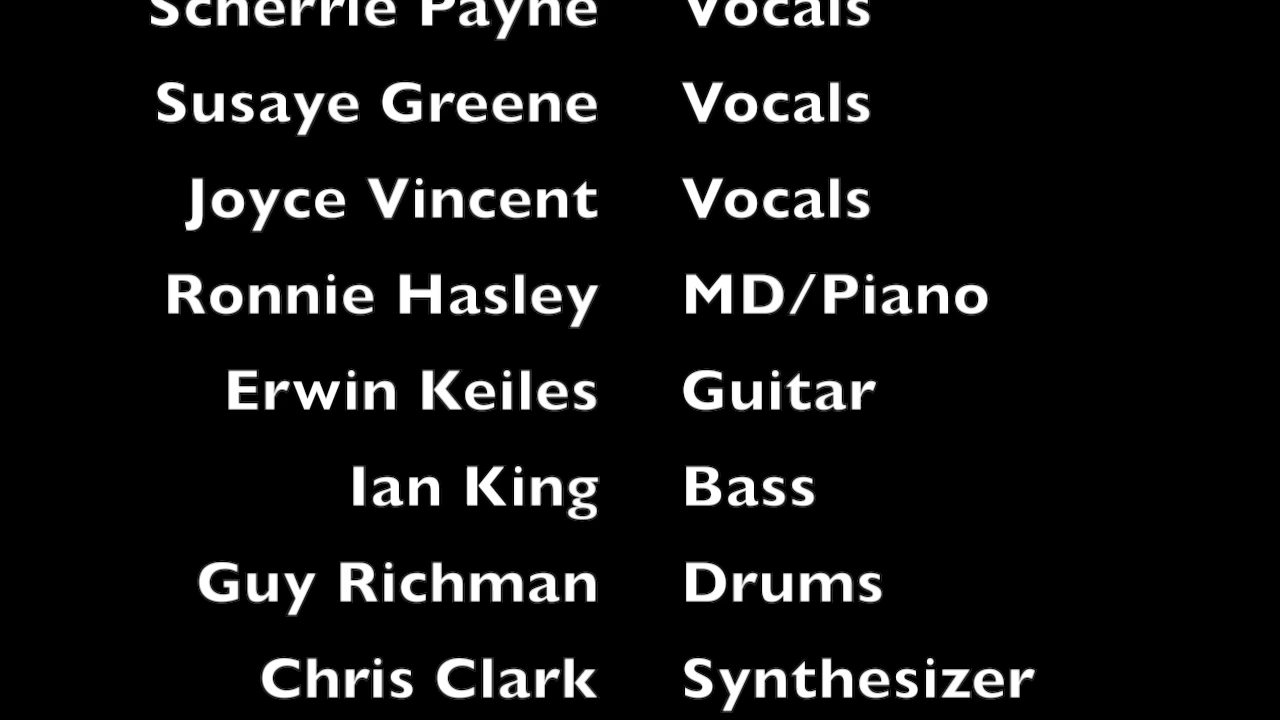 Scherrie Payne Vocals
Susaye Greene Vocals
Joyce Vincent Vocals
Ronnie Hasley MD/Piano
Erwin Keiles Guitar
Ian King Bass
Guy Richman Drums
Chris Clark Synthesizer